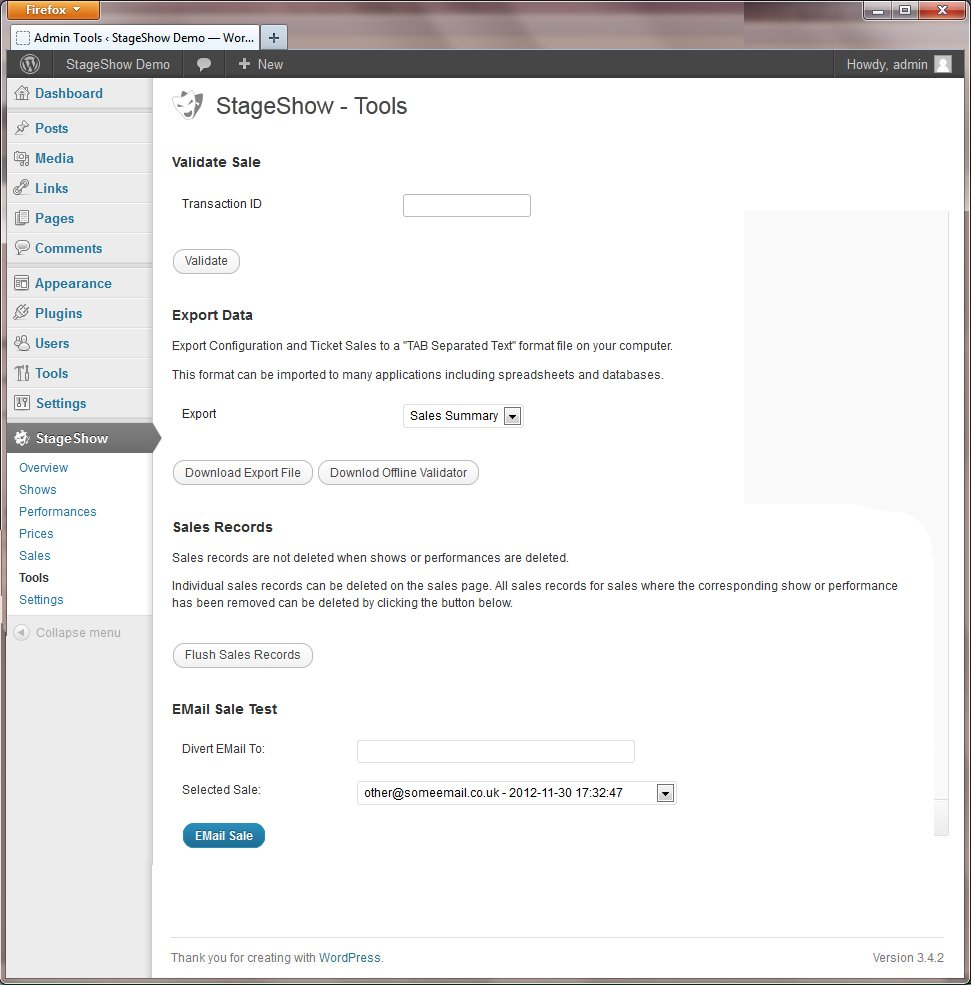 Firefox
Admin Tools ‹ StageShow Demo — Wor...
StageShow Demo
New
Howdy, admin
Dashboard
Posts
Media
Links
Pages
Comments
Appearance
Plugins
Users
Tools
Settings
StageShow
Overview
Shows
Performances
Prices
Sales
Tools
Settings
Collapse menu
StageShow - Tools
Validate Sale
Transaction ID
Validate
Export Data
Export Configuration and Ticket Sales to a "TAB Separated Text" format file on your computer.
This format can be imported to many applications including spreadsheets and databases.
Export
Sales Summary
Download Export File
Downlod Offline Validator
Sales Records
Sales records are not deleted when shows or performances are deleted.
Individual sales records can be deleted on the sales page. All sales records for sales where the corresponding show or performance
has been removed can be deleted by clicking the button below.
Flush Sales Records
EMail Sale Test
Divert EMail To:
Selected Sale:
other@someemail.co.uk - 2012-11-30 17:32:47
EMail Sale
Thank you for creating with WordPress.
Version 3.4.2